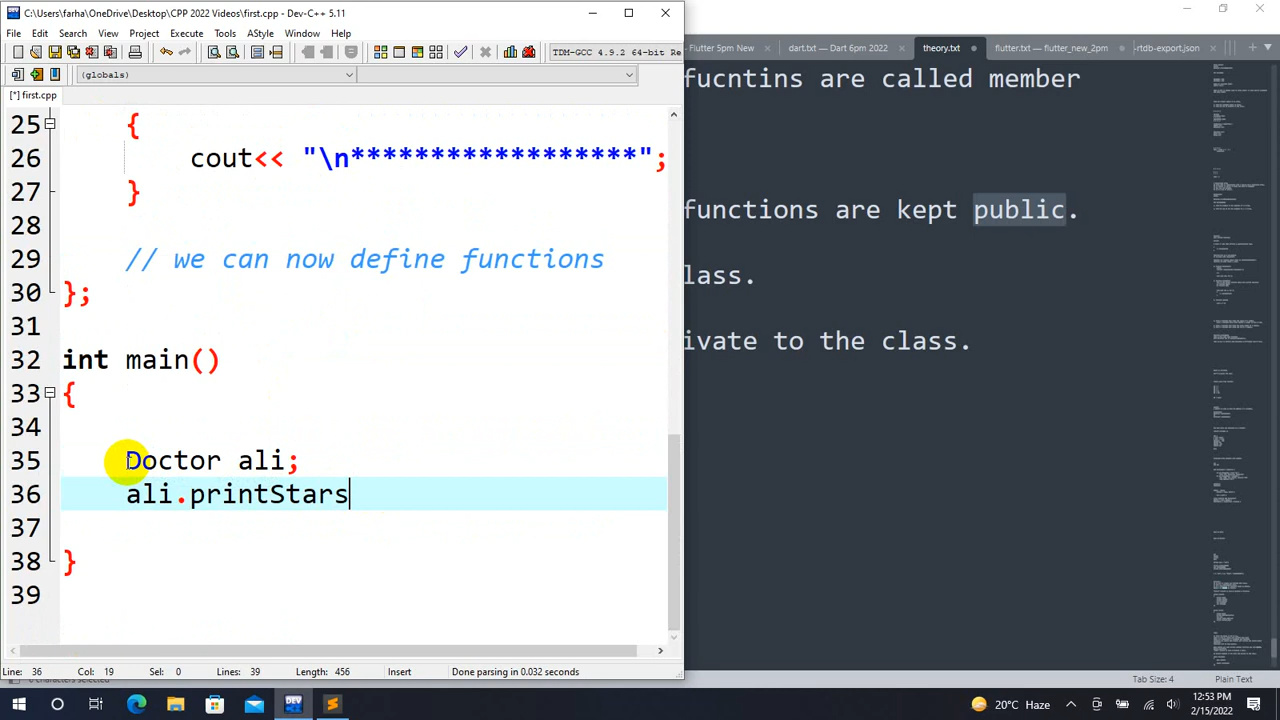 C:\Users\farha\OneDrive\Desktop\CPP 2022 Videos\first.cpp - Dev-C++ 5.11
File Edit Search View Project Execute Tools AStyle Window Help
TDM-GCC 4.9.2 64-bit Re
(globals)
[*] first.cpp
25 {
26 cout<< "\n******************";
27 }
28
29 // we can now define functions
30 };
31
32 int main()
33 {
34
35 Doctor ali;
36 ali.printStars
37
38 }
39
Line: 36 Col: 19 Sel: 0 Lines: 39 Length: 456 Insert Done parsing in 0.032 seconds
- Flutter 5pm New dart.txt — Dart 6pm 2022 theory.txt flutter.txt — flutter_new_2pm -rtdb-export.json
fucntins are called member
functions are kept public.
lass.
ivate to the class.
Tab Size: 4 Plain Text
DEV
20°C Haze
12:53 PM
2/15/2022